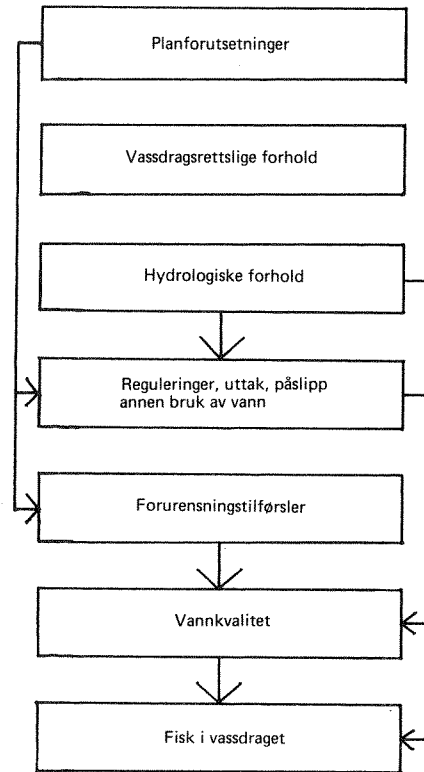 Planforutsetninger
Vassdragsrettslige forhold
Hydrologiske forhold
Reguleringer, uttak, påslipp
annen bruk av vann
Forurensningstilførsler
Vannkvalitet
Fisk i vassdraget